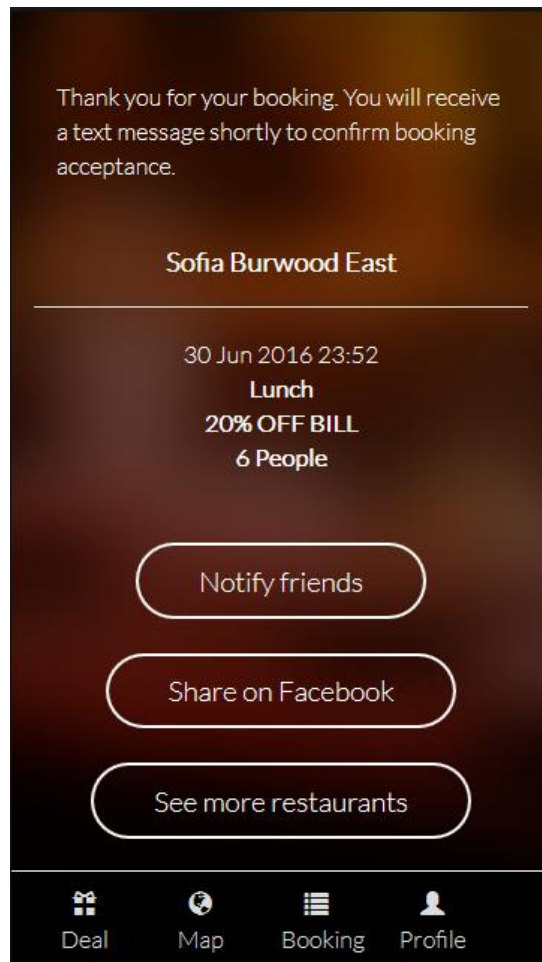 Thank you for your booking. You will receive
a text message shortly to confirm booking
acceptance.
Sofia Burwood East
30 Jun 2016 23:52
Lunch
20% OFF BILL
6 People
Notify friends
Share on Facebook
See more restaurants
Deal Map Booking Profile